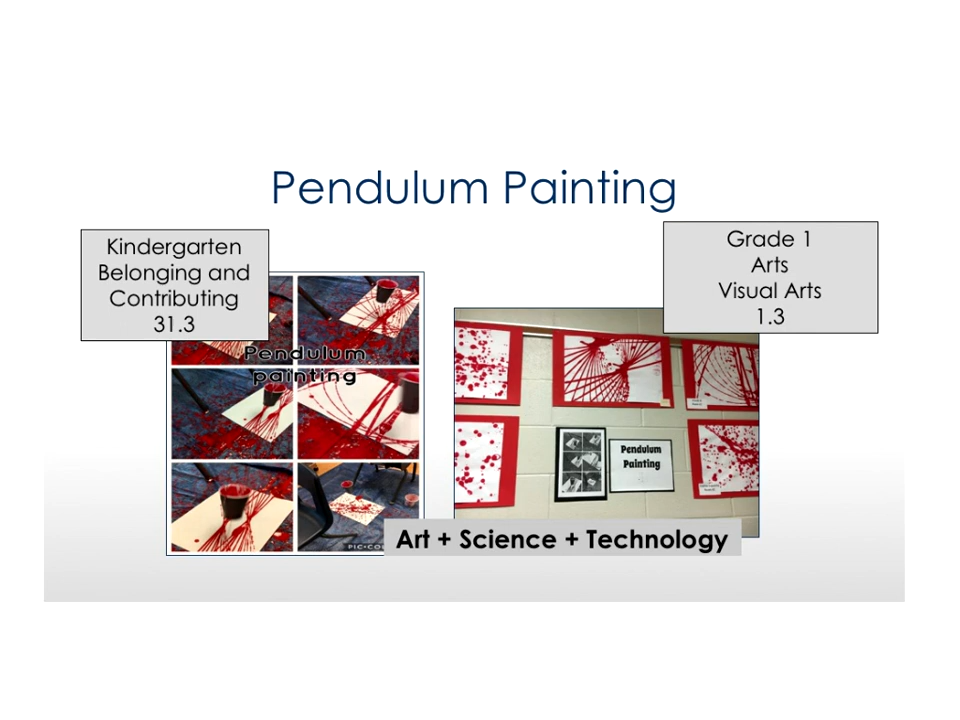 Pendulum Painting
Kindergarten
Belonging and
Contributing
31.3
Grade 1
Arts
Visual Arts
1.3
Pendulum
painting
Pendulum
Painting
Art + Science + Technology